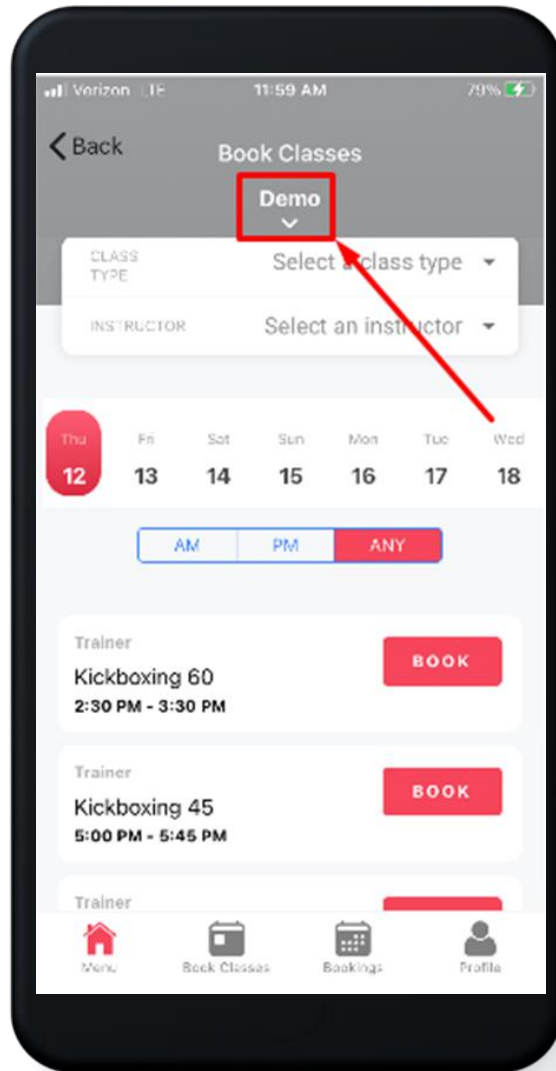 Verizon LTE 11:59 AM 79%
Back
Book Classes
Demo
CLASS TYPE Select a class type
INSTRUCTOR Select an instructor
Thu Fri Sat Sun Mon Tue Wed
12 13 14 15 16 17 18
AM PM ANY
Trainer
Kickboxing 60
BOOK
2:30 PM - 3:30 PM
Trainer
Kickboxing 45
BOOK
5:00 PM - 5:45 PM
Trainer
Menu Book Classes Bookings Profile